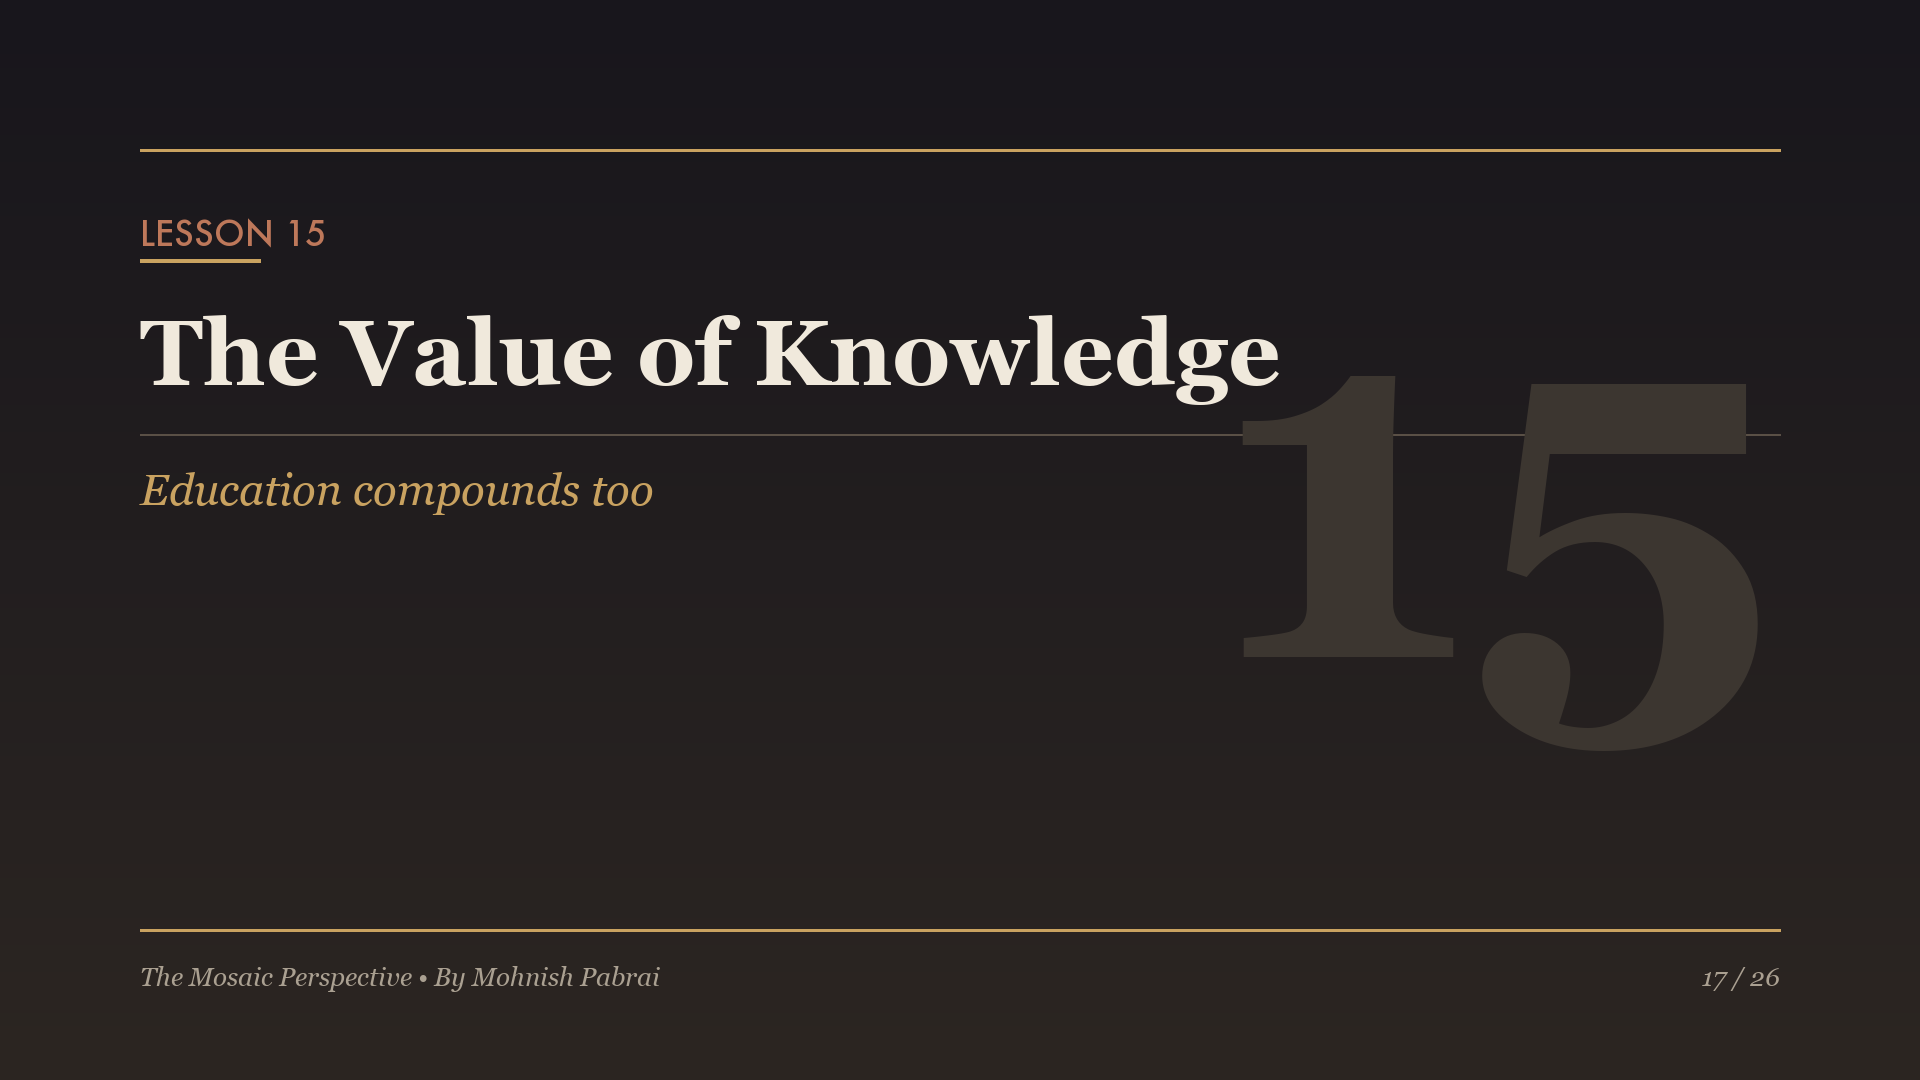 LESSON 15
The Value of Knowledge
15
Education compounds too
The Mosaic Perspective • By Mohnish Pabrai
17 / 26